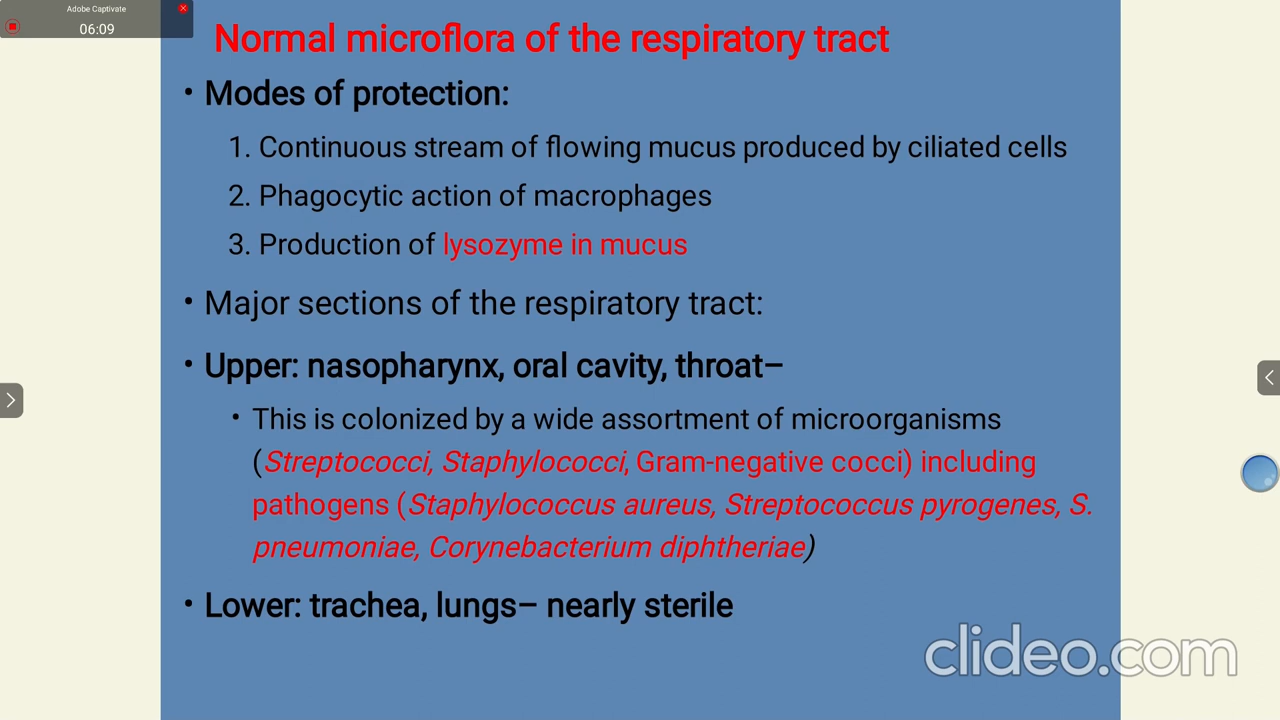 Adobe Captivate
06:09
Normal microflora of the respiratory tract
• Modes of protection:
1. Continuous stream of flowing mucus produced by ciliated cells
2. Phagocytic action of macrophages
3. Production of lysozyme in mucus
• Major sections of the respiratory tract:
• Upper: nasopharynx, oral cavity, throat–
• This is colonized by a wide assortment of microorganisms
(Streptococci, Staphylococci, Gram-negative cocci) including
pathogens (Staphylococcus aureus, Streptococcus pyrogenes, S.
pneumoniae, Corynebacterium diphtheriae)
• Lower: trachea, lungs– nearly sterile
clideo.com